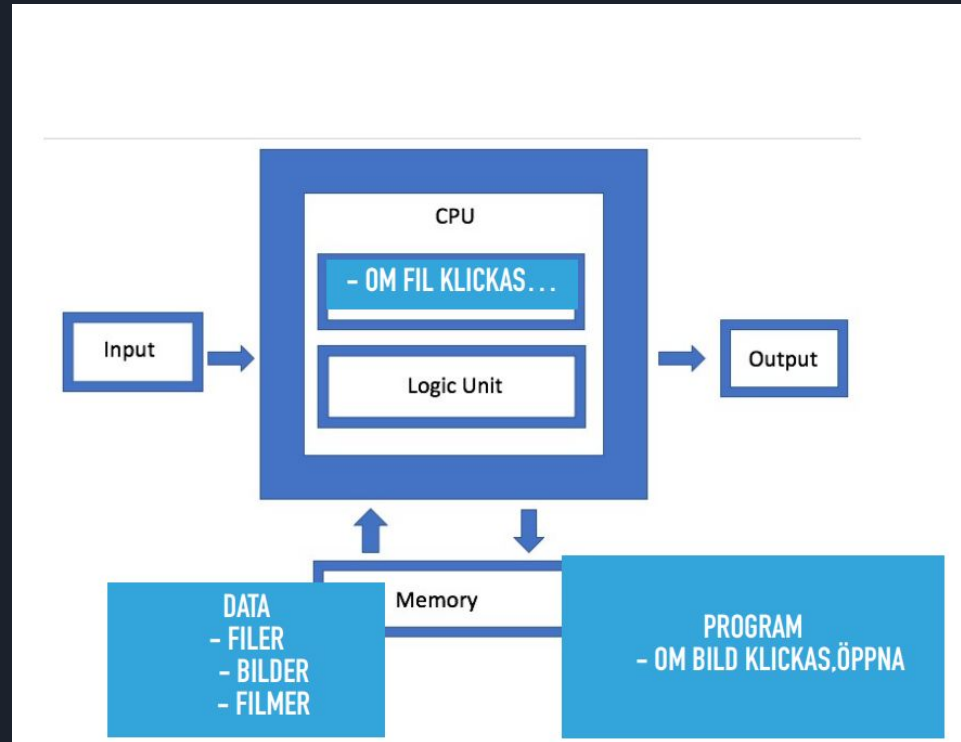 CPU
- OM FIL KLICKAS...
Input
Logic Unit
Output
Memory
DATA
- FILER
- BILDER
- FILMER
PROGRAM
- OM BILD KLICKAS,ÖPPNA